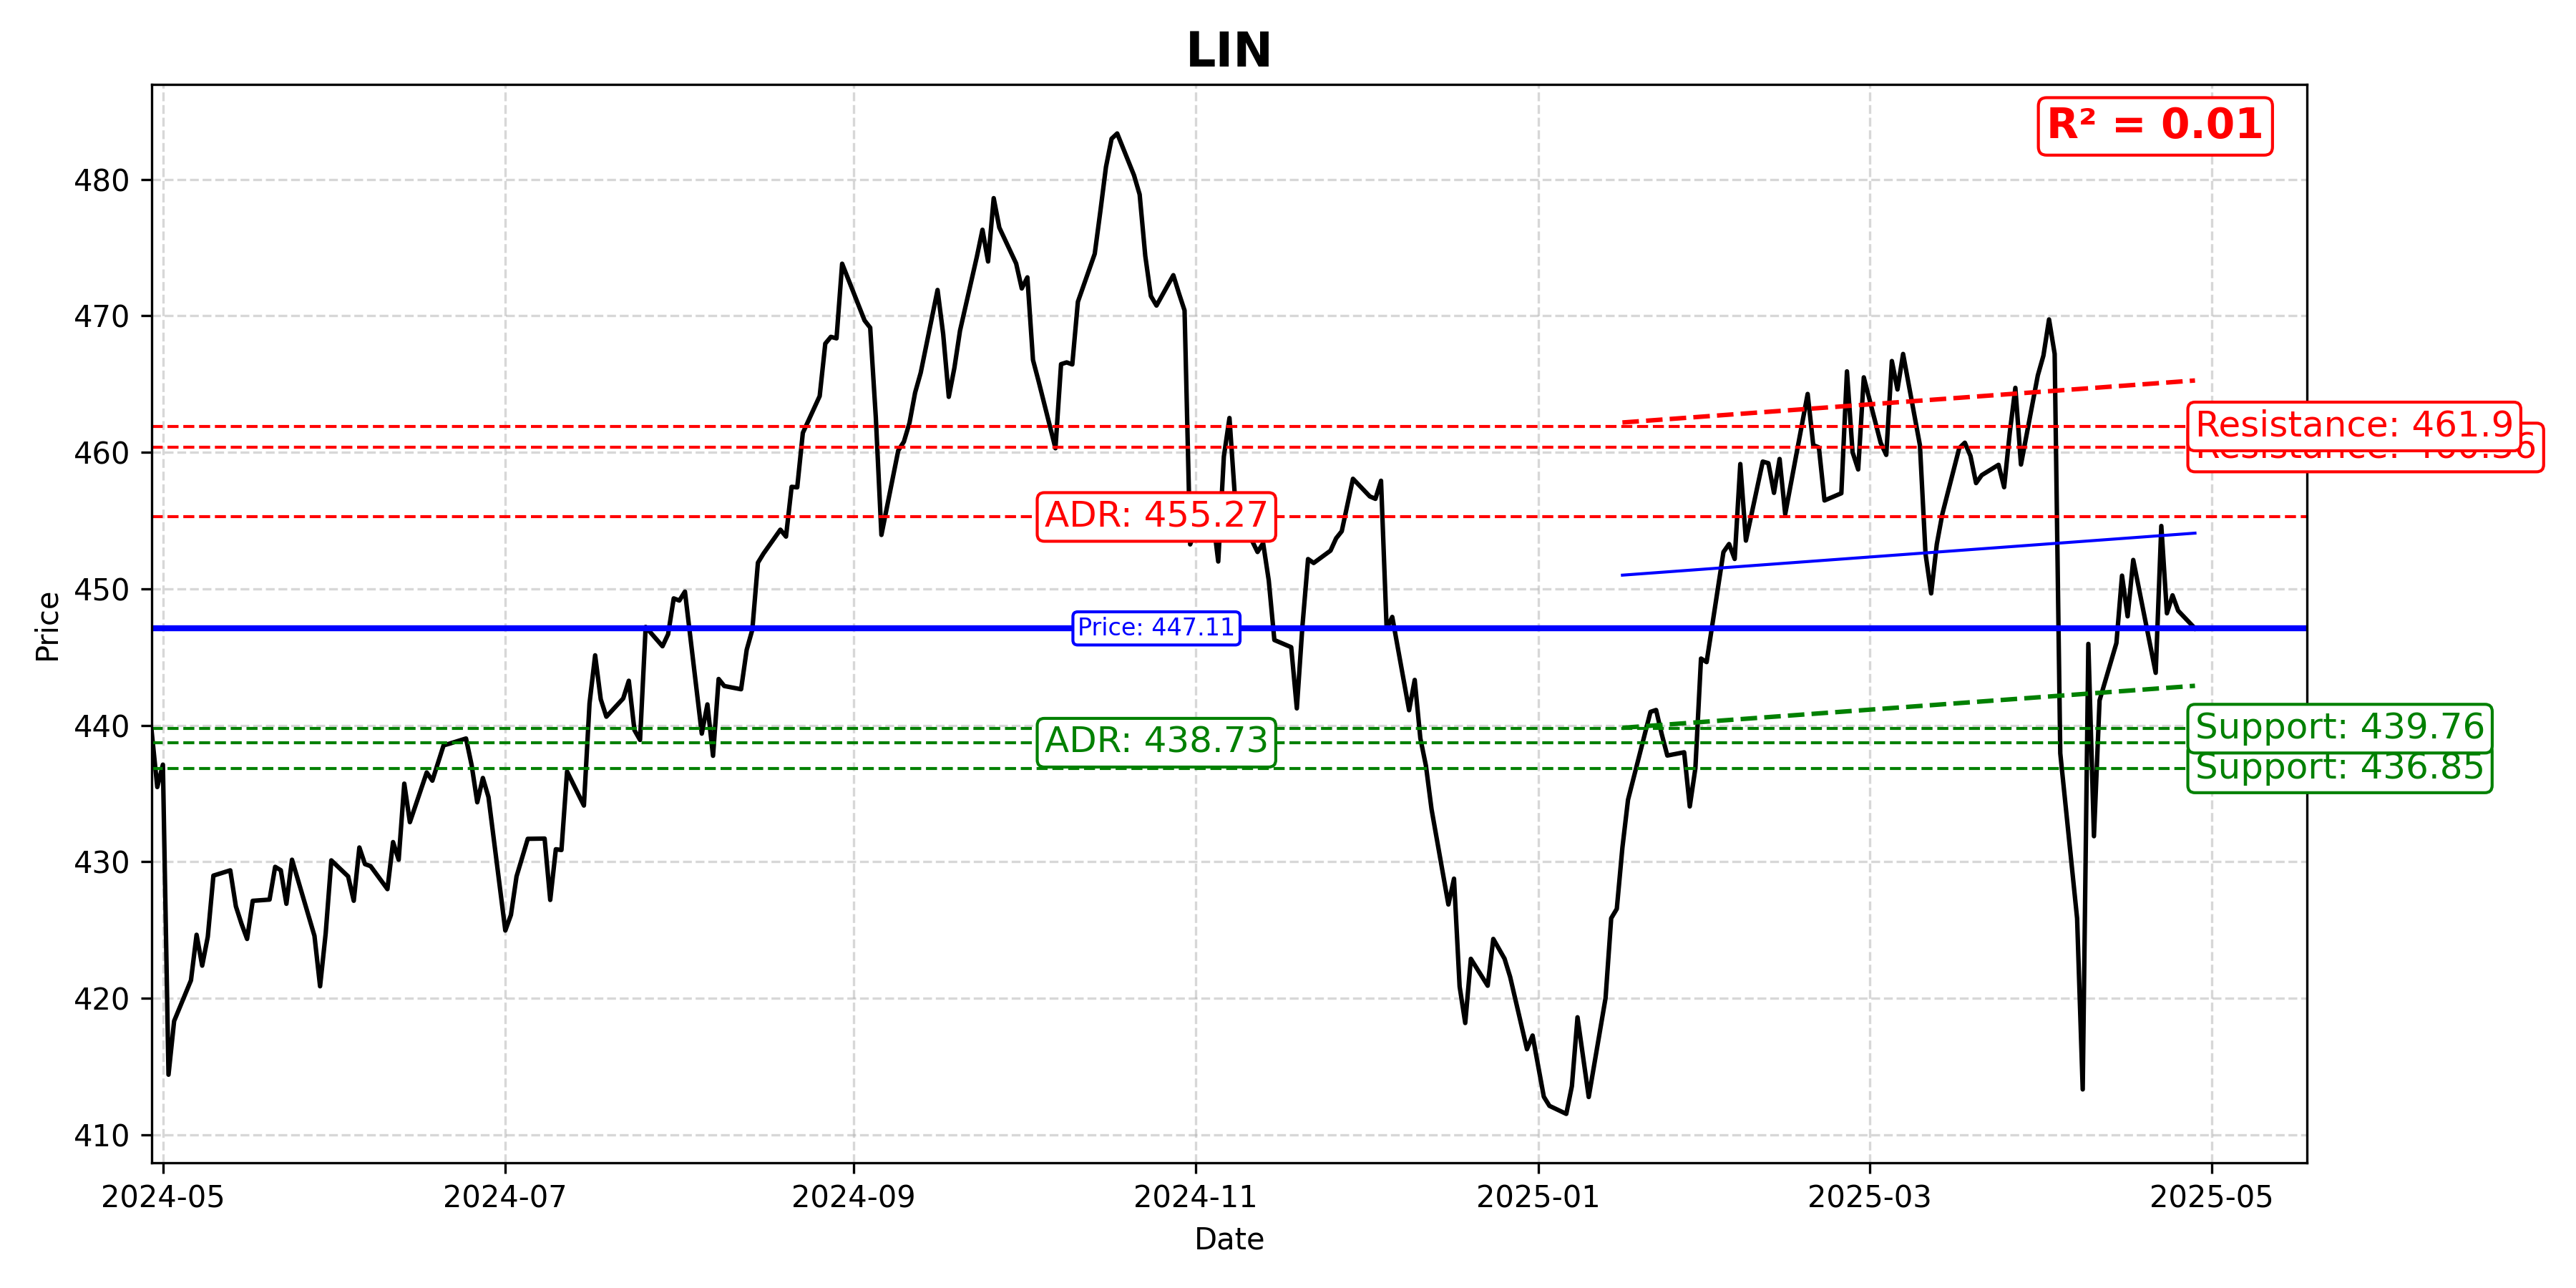 LIN
R² = 0.01
480
470
460
450
440
430
420
410
Price
Resistance: 461.9
ADR: 455.27
Price: 447.11
ADR: 438.73
Support: 439.76
Support: 436.85
2024-05
2024-07
2024-09
2024-11
2025-01
2025-03
2025-05
Date